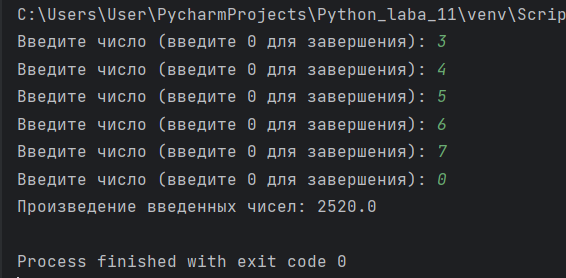 C:\Users\User\PycharmProjects\Python_laba_11\venv\Scrip
Введите число (введите 0 для завершения): 3
Введите число (введите 0 для завершения): 4
Введите число (введите 0 для завершения): 5
Введите число (введите 0 для завершения): 6
Введите число (введите 0 для завершения): 7
Введите число (введите 0 для завершения): 0
Произведение введенных чисел: 2520.0
Process finished with exit code 0